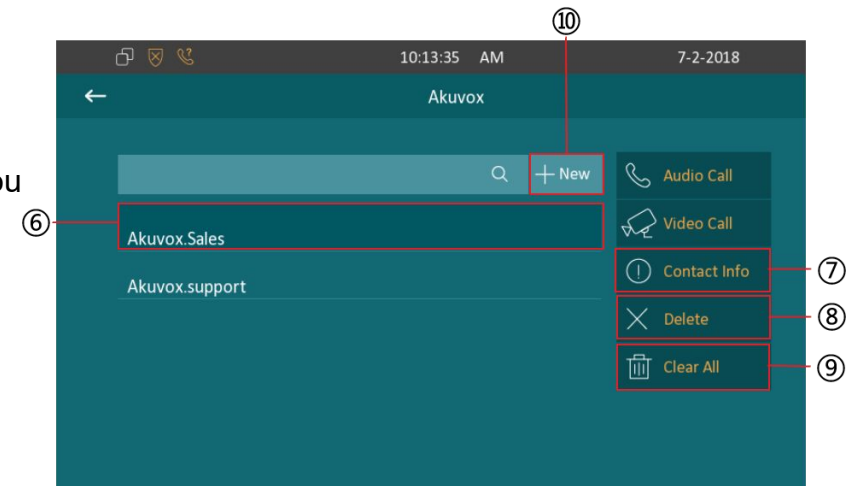 ⑩
10:13:35 AM 7-2-2018
Akuvox
ou
New
Audio Call
⑥
Akuvox.Sales
Video Call
Contact Info
⑦
Akuvox.support
Delete
⑧
Clear All
⑨